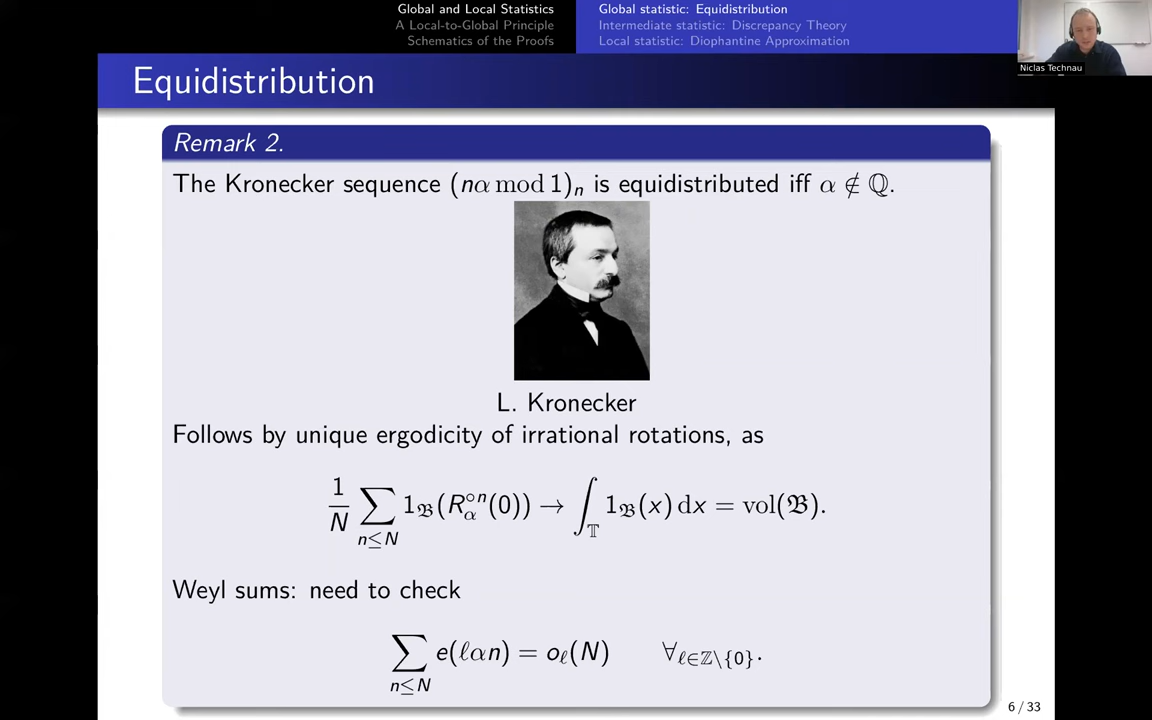 Global and Local Statistics
A Local-to-Global Principle
Schematics of the Proofs
Global statistic: Equidistribution
Intermediate statistic: Discrepancy Theory
Local statistic: Diophantine Approximation
Niclas Technau
Equidistribution
Remark 2.
The Kronecker sequence (nα mod 1)ₙ is equidistributed iff α ∉ ℚ.
L. Kronecker
Follows by unique ergodicity of irrational rotations, as
1/N ∑_{n≤N} 1_𝔅(R_α^{∘n}(0)) → ∫_𝕋 1_𝔅(x) dx = vol(𝔅).
Weyl sums: need to check
∑_{n≤N} e(ℓαn) = o_ℓ(N) ∀_{ℓ∈ℤ\{0}}.
6 / 33